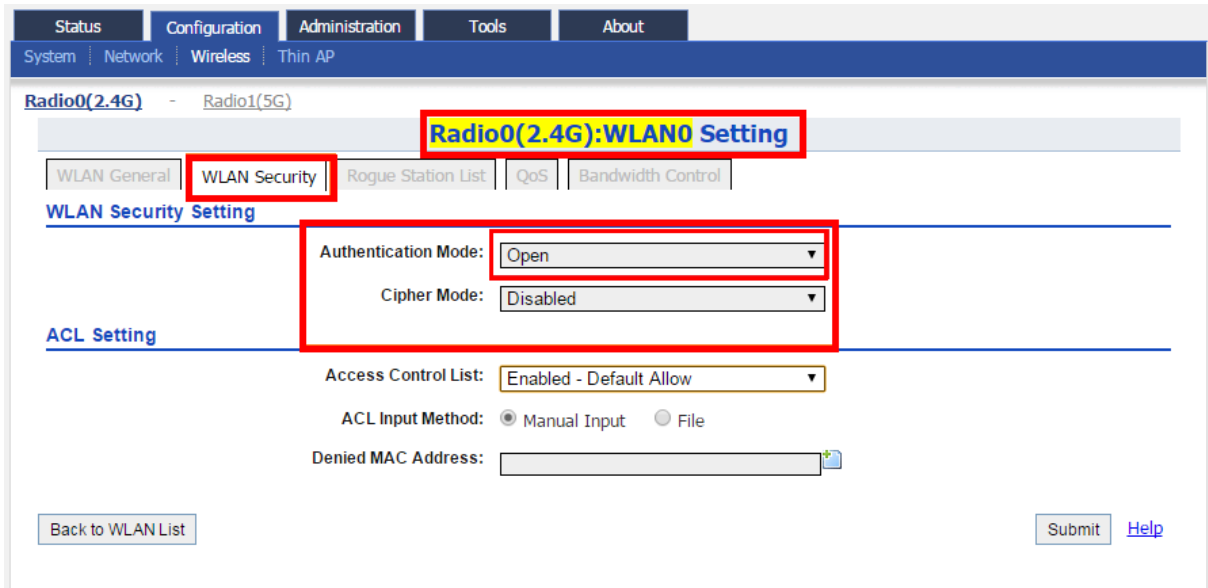 Status Configuration Administration Tools About
System Network Wireless Thin AP
Radio0(2.4G) - Radio1(5G)
Radio0(2.4G):WLAN0 Setting
WLAN General WLAN Security Rogue Station List QoS Bandwidth Control
WLAN Security Setting
Authentication Mode: Open
Cipher Mode: Disabled
ACL Setting
Access Control List: Enabled - Default Allow
ACL Input Method: Manual Input File
Denied MAC Address:
Back to WLAN List Submit Help